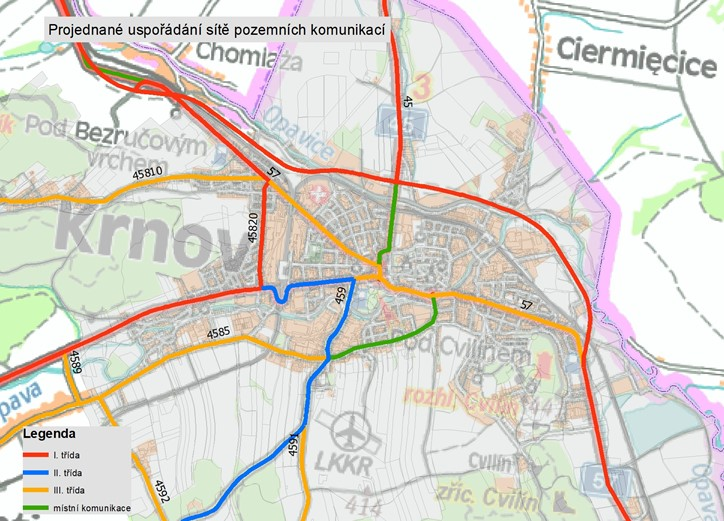 Projednané uspořádání sítě pozemních komunikací
Chomiąża
Ciermięcice
3
45
Opavice
Pod Bezručovým
vrchem
45810
57
Krnov
45820
459
57
4585
Pod Cvilínem
4589
rozhl. Cvilín
441
Legenda
I. třída
II. třída
III. třída
místní komunikace
4591
LKKR
4592
414
Cvilín
zříc. Cvilín